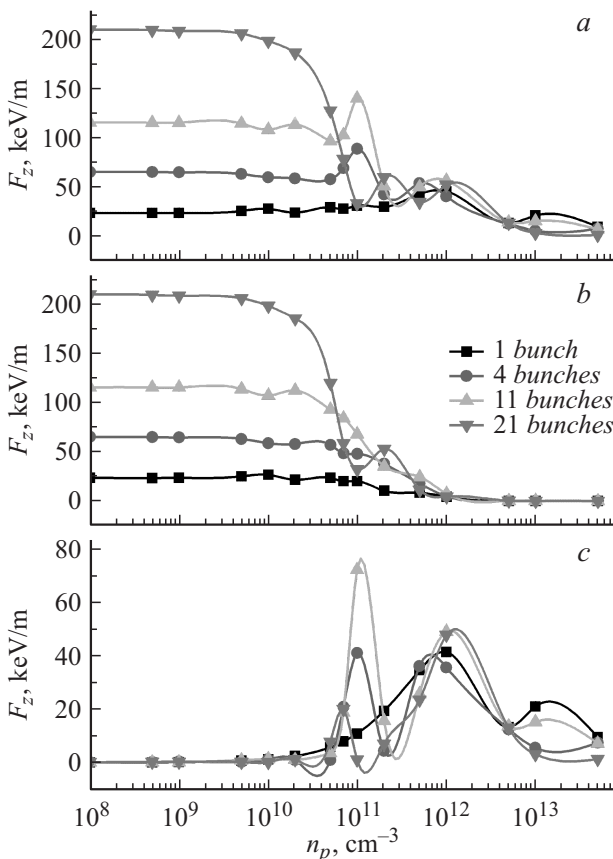 a
200
150
100
50
0
F_z, keV/m
b
200
150
100
50
0
F_z, keV/m
1 bunch
4 bunches
11 bunches
21 bunches
c
80
60
40
20
0
F_z, keV/m
10^8 10^9 10^10 10^11 10^12 10^13
n_p, cm^−3